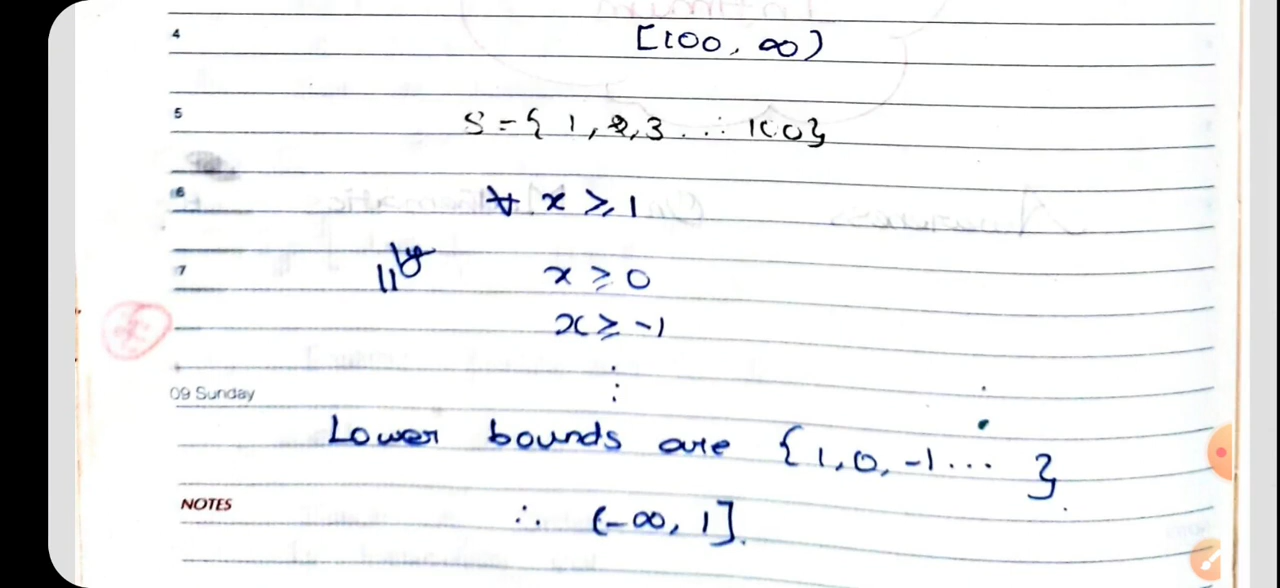 4
[100, ∞)
5
S = { 1, 2, 3 ... 100}
6
∀ x ≥ 1
7
|||ly x ≥ 0
x ≥ -1
:
09 Sunday
Lower bounds are {1, 0, -1 ... }
NOTES
∴ (-∞, 1].